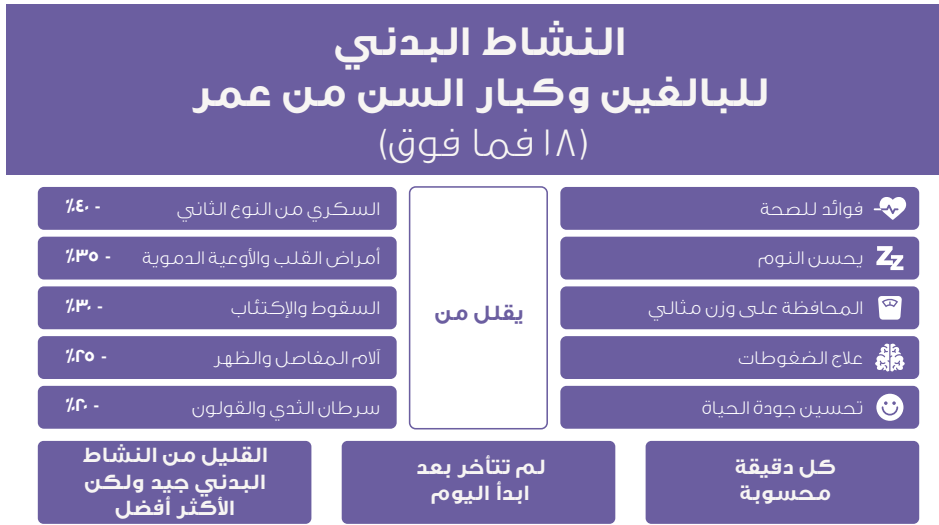 النشاط البدني
للبالغين وكبار السن من عمر
(١٨ فما فوق)
فوائد للصحة
يحسن النوم
المحافظة على وزن مثالي
علاج الضغوطات
تحسين جودة الحياة
يقلل من
السكري من النوع الثاني - ٤٠٪
أمراض القلب والأوعية الدموية - ٣٥٪
السقوط والإكتئاب - ٣٠٪
آلام المفاصل والظهر - ٢٥٪
سرطان الثدي والقولون - ٢٠٪
كل دقيقة
محسوبة
لم تتأخر بعد
ابدأ اليوم
القليل من النشاط
البدني جيد ولكن
الأكثر أفضل